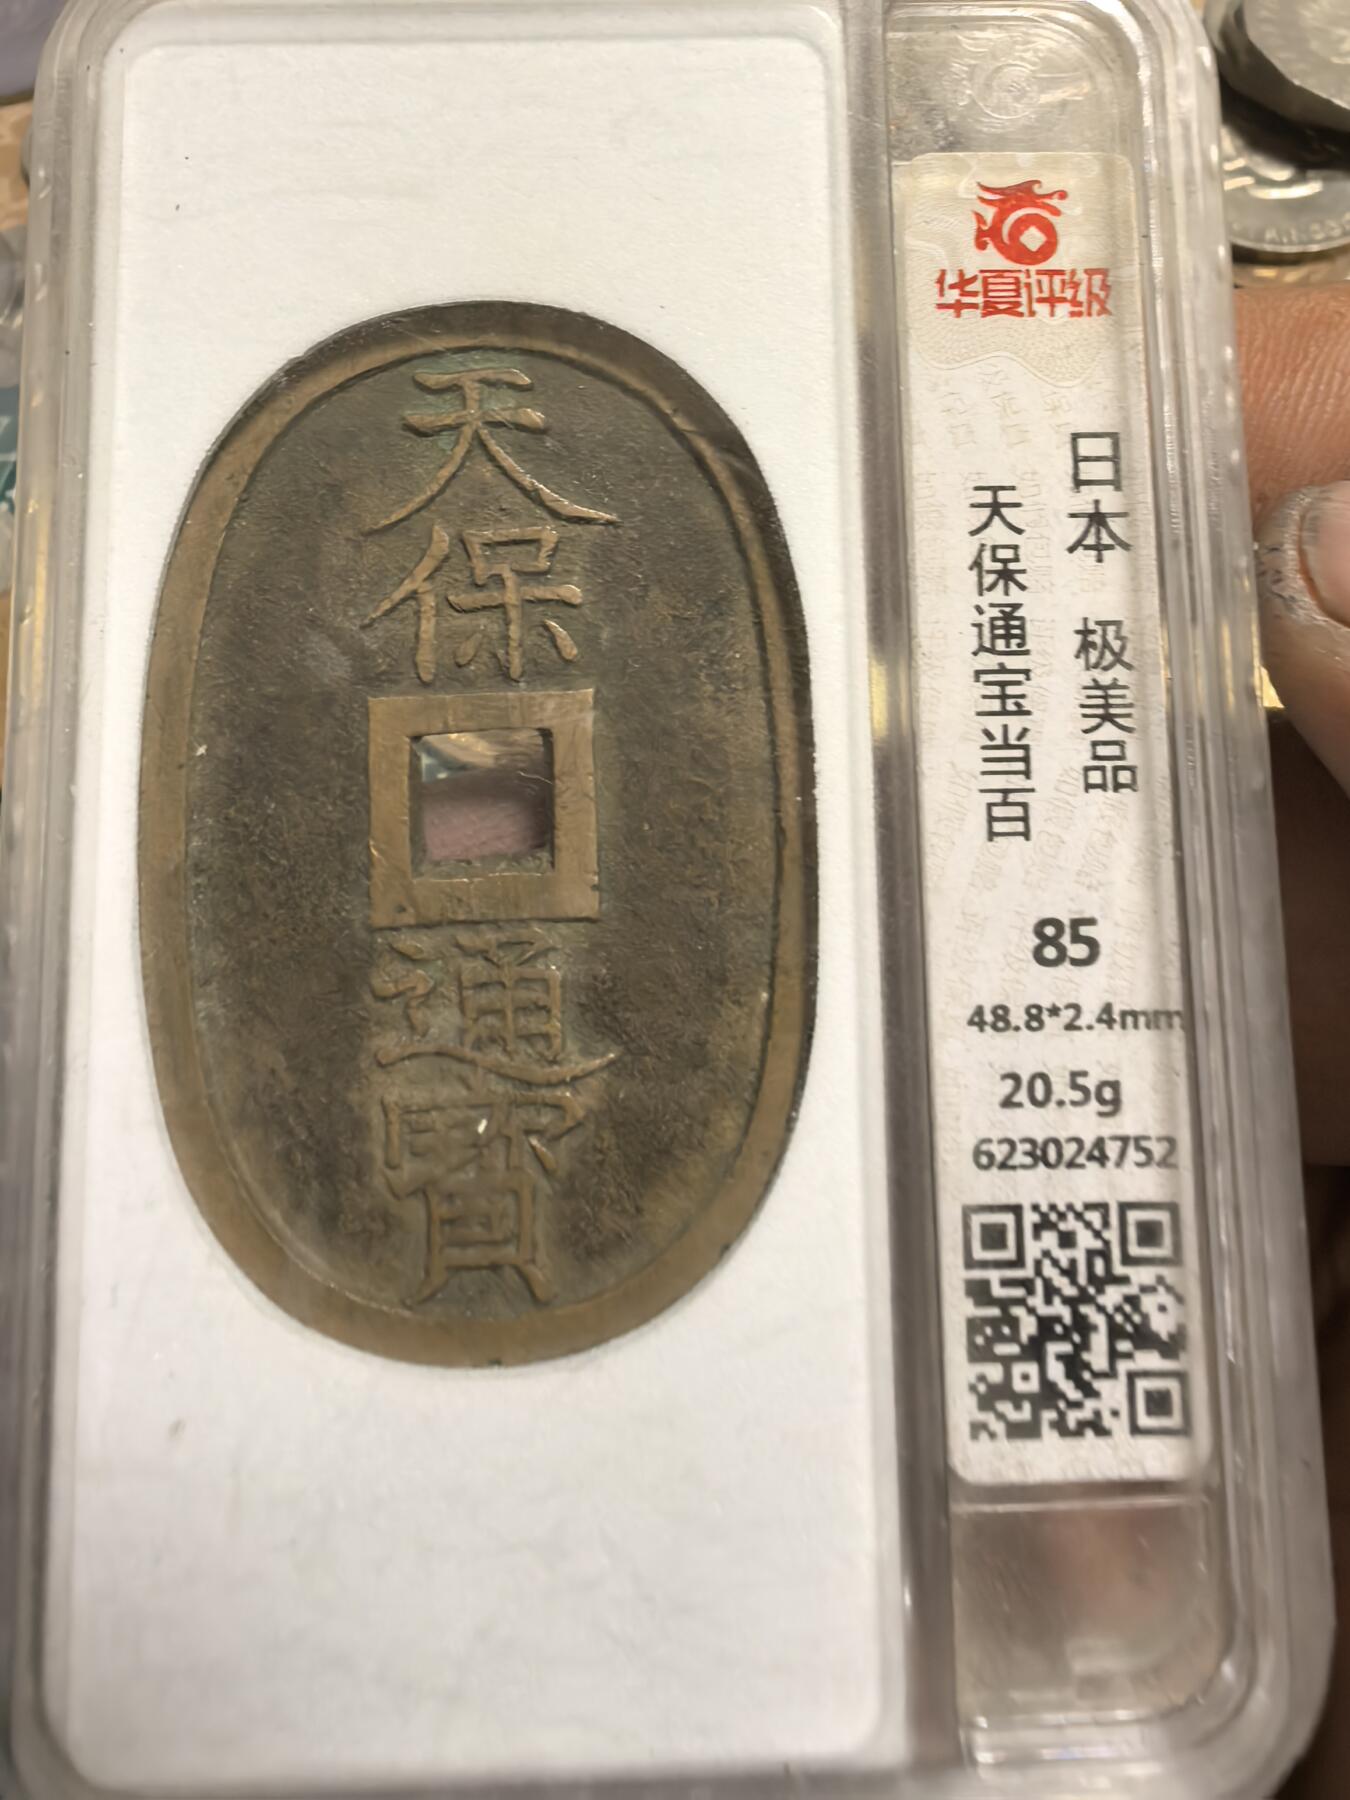 天保
通寳
华夏评级
日本 极美品
天保通宝当百
85
48.8*2.4mm
20.5g
623024752